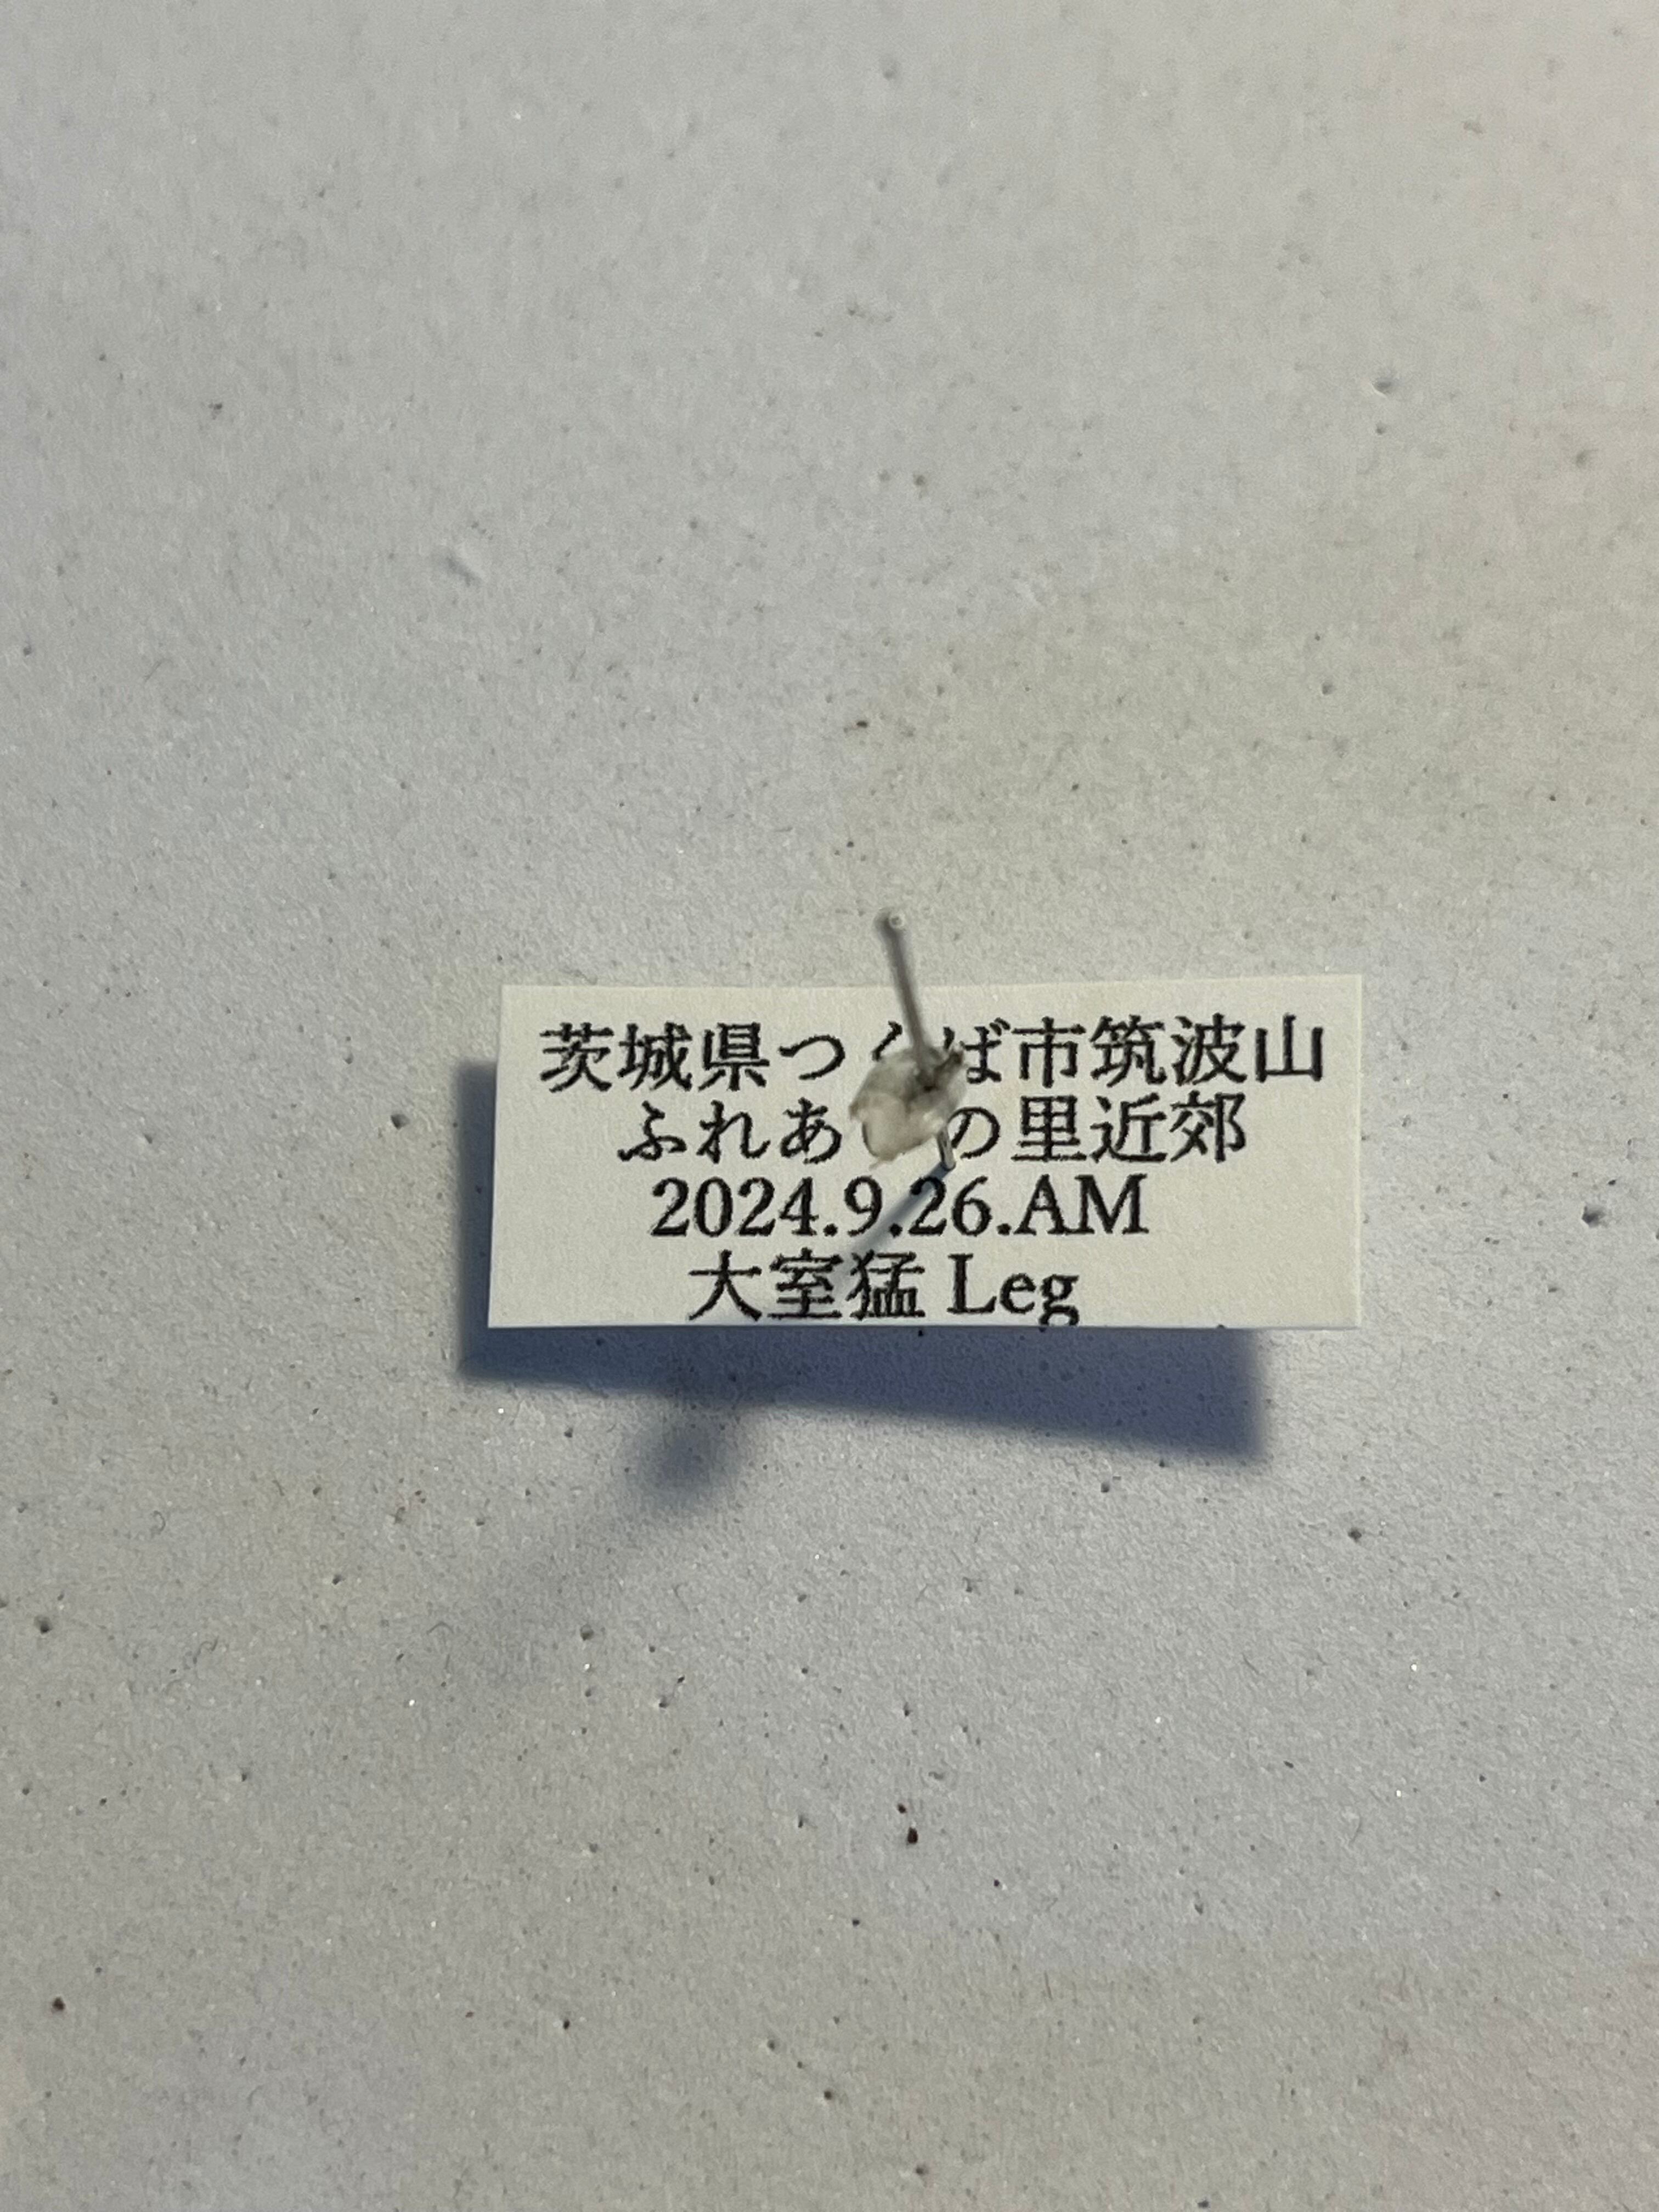 茨城県つくば市筑波山
ふれあいの里近郊
2024.9.26.AM
大室猛 Leg